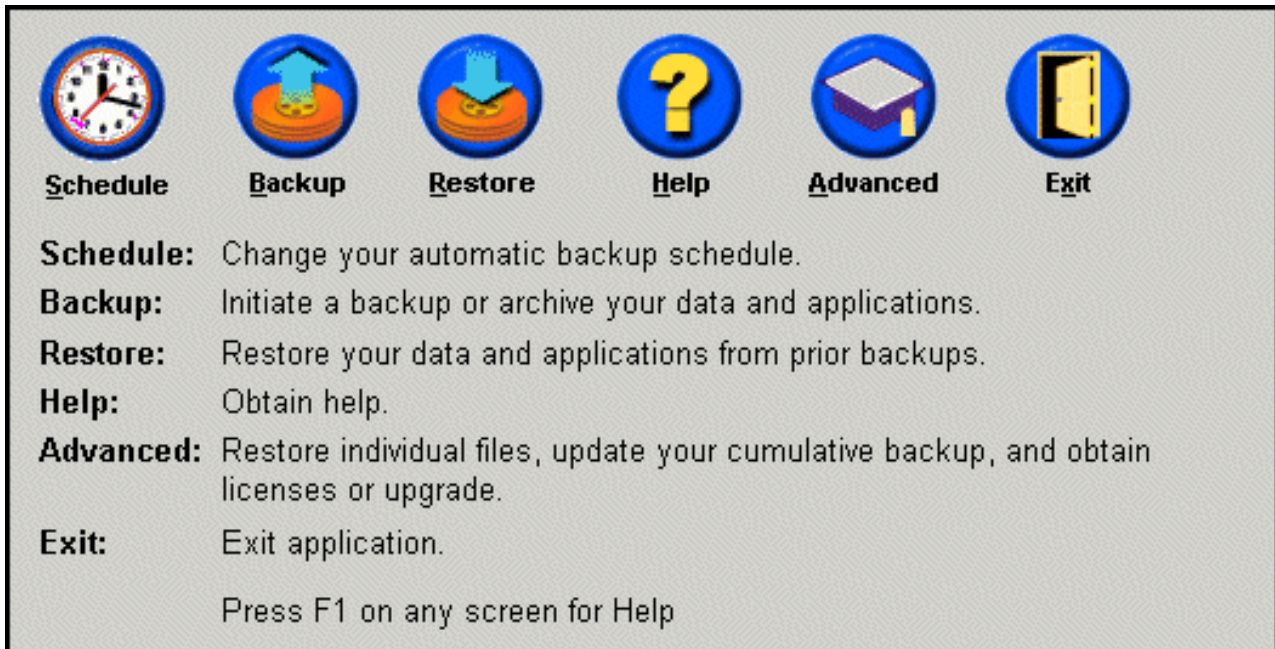 Schedule Backup Restore Help Advanced Exit
Schedule: Change your automatic backup schedule.
Backup: Initiate a backup or archive your data and applications.
Restore: Restore your data and applications from prior backups.
Help: Obtain help.
Advanced: Restore individual files, update your cumulative backup, and obtain
licenses or upgrade.
Exit: Exit application.
Press F1 on any screen for Help